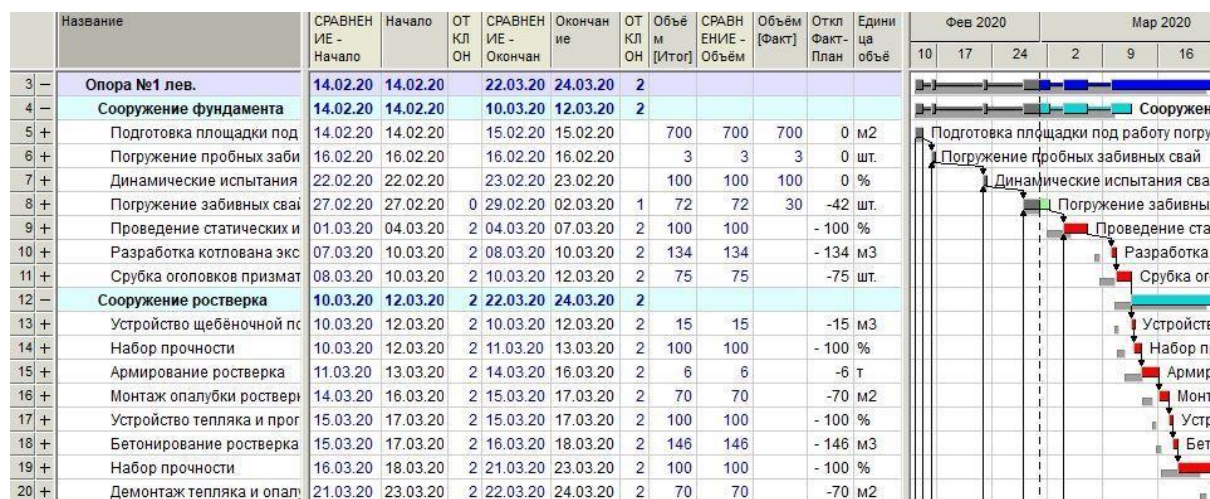 Название СРАВНЕН ИЕ - Начало Начало ОТ КЛ ОН СРАВНЕН ИЕ - Окончан Окончан ие ОТ КЛ ОН Объё м [Итог] СРАВН ЕНИЕ - Объём Объём [Факт] Откл Факт- План Едини ца объё Фев 2020 Мар 2020
10 17 24 2 9 16
3 − Опора №1 лев. 14.02.20 14.02.20 22.03.20 24.03.20 2
4 − Сооружение фундамента 14.02.20 14.02.20 10.03.20 12.03.20 2 Сооружен
5 + Подготовка площадки под 14.02.20 14.02.20 15.02.20 15.02.20 700 700 700 0 м2 Подготовка площадки под работу погру
6 + Погружение пробных заби 16.02.20 16.02.20 16.02.20 16.02.20 3 3 3 0 шт. Погружение пробных забивных свай
7 + Динамические испытания 22.02.20 22.02.20 23.02.20 23.02.20 100 100 100 0 % Динамические испытания сва
8 + Погружение забивных свай 27.02.20 27.02.20 0 29.02.20 02.03.20 1 72 72 30 -42 шт. Погружение забивны
9 + Проведение статических и 01.03.20 04.03.20 2 04.03.20 07.03.20 2 100 100 - 100 % Проведение ста
10 + Разработка котлована экс 07.03.20 10.03.20 2 08.03.20 10.03.20 2 134 134 - 134 м3 Разработка
11 + Срубка оголовков призмат 08.03.20 10.03.20 2 10.03.20 12.03.20 2 75 75 -75 шт. Срубка ого
12 − Сооружение ростверка 10.03.20 12.03.20 2 22.03.20 24.03.20 2
13 + Устройство щебёночной по 10.03.20 12.03.20 2 10.03.20 12.03.20 2 15 15 -15 м3 Устройств
14 + Набор прочности 10.03.20 12.03.20 2 11.03.20 13.03.20 2 100 100 - 100 % Набор п
15 + Армирование ростверка 11.03.20 13.03.20 2 14.03.20 16.03.20 2 6 6 -6 т Армир
16 + Монтаж опалубки ростверк 14.03.20 16.03.20 2 15.03.20 17.03.20 2 70 70 -70 м2 Монт
17 + Устройство тепляка и прог 15.03.20 17.03.20 2 15.03.20 17.03.20 2 100 100 - 100 % Устр
18 + Бетонирование ростверка 15.03.20 17.03.20 2 16.03.20 18.03.20 2 146 146 - 146 м3 Бет
19 + Набор прочности 16.03.20 18.03.20 2 21.03.20 23.03.20 2 100 100 - 100 %
20 + Демонтаж тепляка и опалу 21.03.20 23.03.20 2 22.03.20 24.03.20 2 70 70 -70 м2